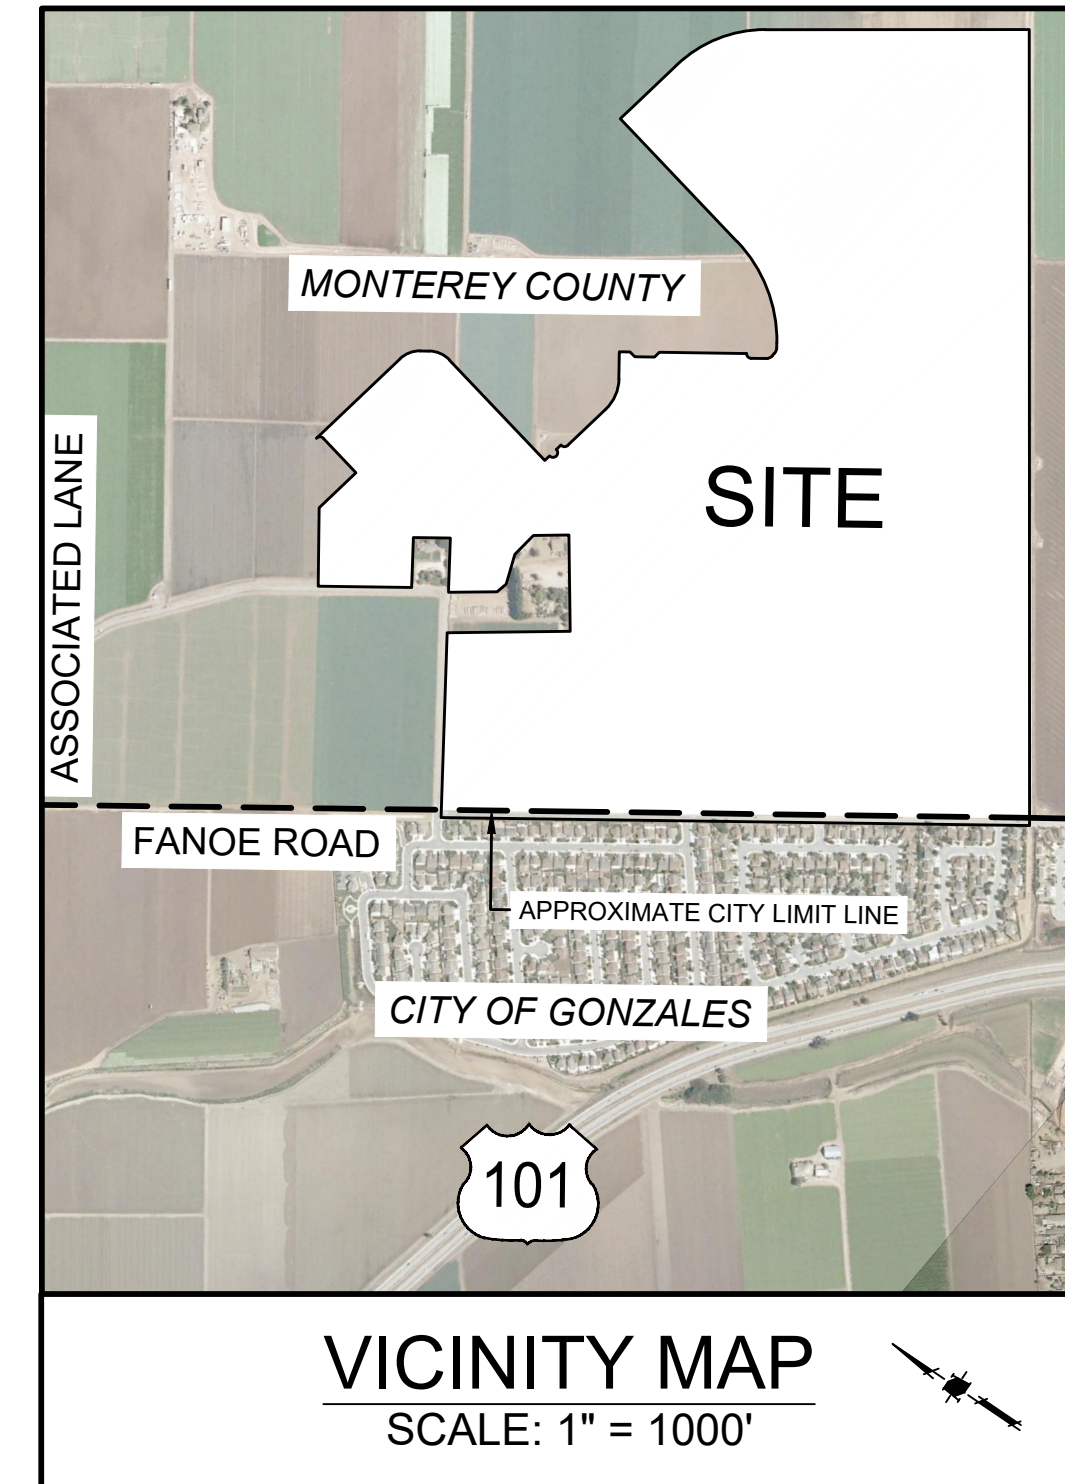 MONTEREY COUNTY
SITE
ASSOCIATED LANE
FANOE ROAD
APPROXIMATE CITY LIMIT LINE
CITY OF GONZALES
101
VICINITY MAP
SCALE: 1" = 1000'